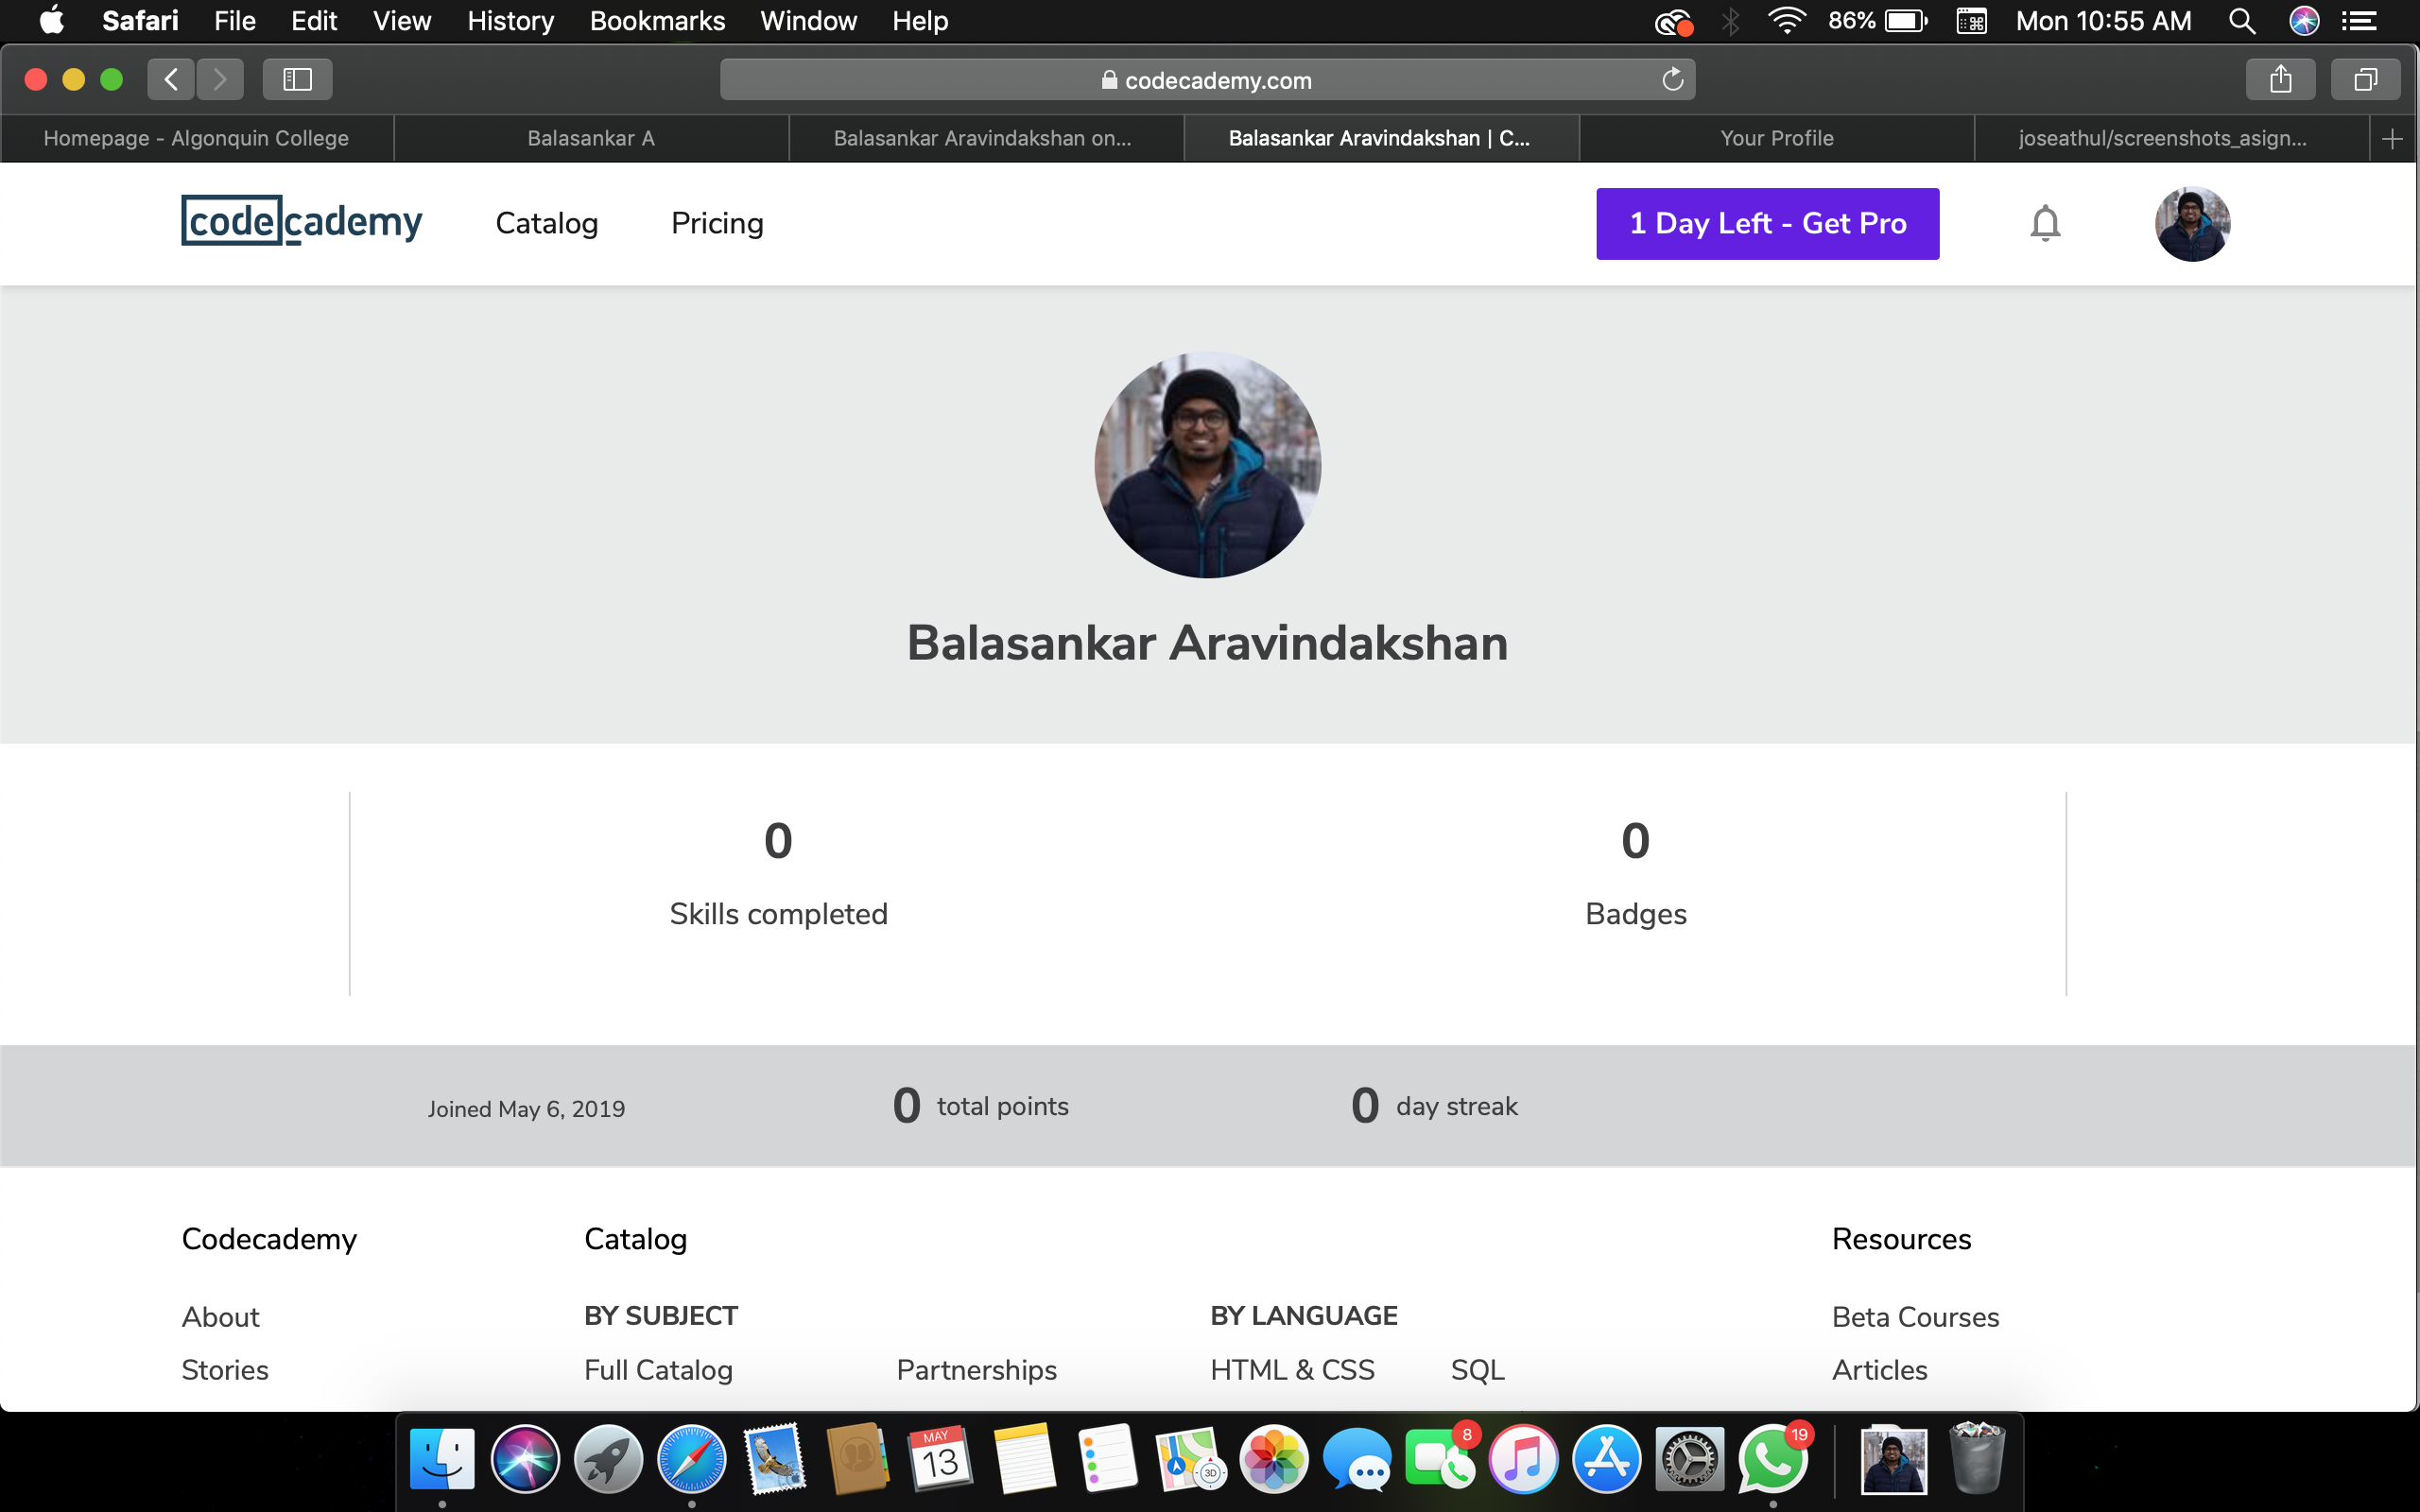 Safari File Edit View History Bookmarks Window Help 86% Mon 10:55 AM
codecademy.com
Homepage - Algonquin College Balasankar A Balasankar Aravindakshan on... Balasankar Aravindakshan | C... Your Profile joseathul/screenshots_asign...
codecademy Catalog Pricing 1 Day Left - Get Pro
Balasankar Aravindakshan
0 0
Skills completed Badges
Joined May 6, 2019 0 total points 0 day streak
Codecademy Catalog Resources
About BY SUBJECT BY LANGUAGE Beta Courses
Stories Full Catalog Partnerships HTML & CSS SQL Articles
MAY 8 19
13 3D